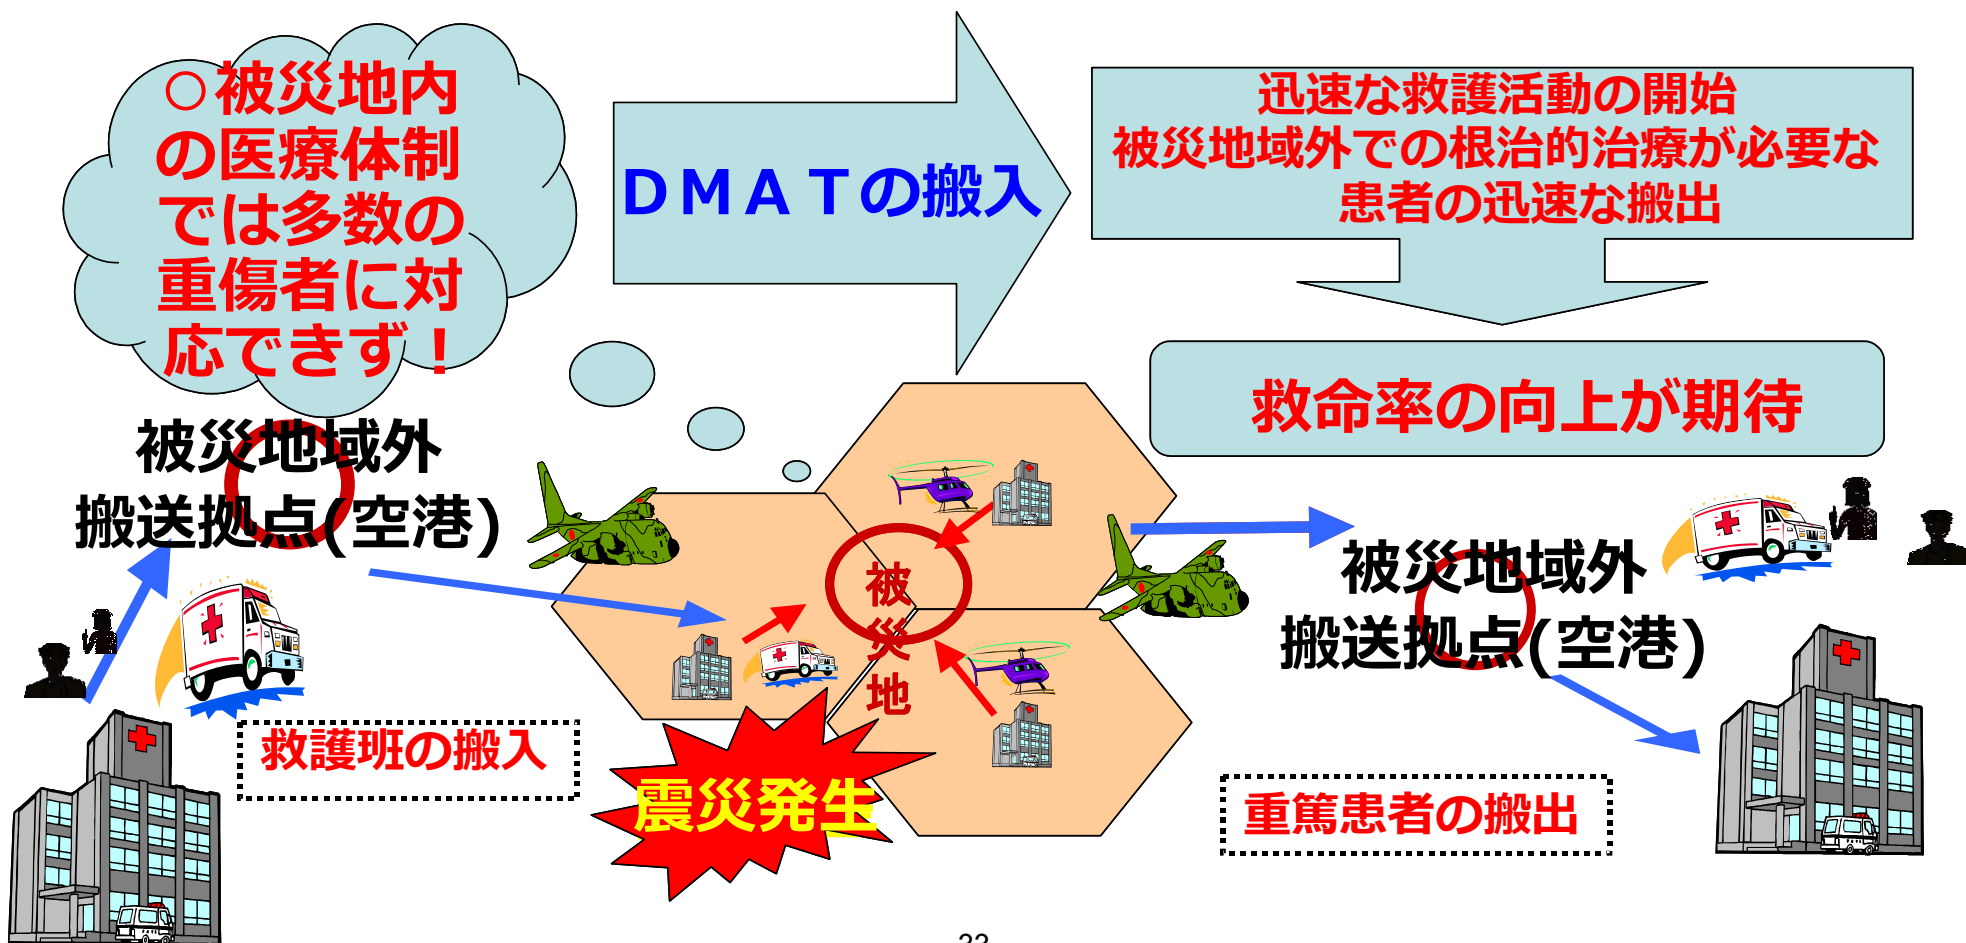 ○被災地内
の医療体制
では多数の
重傷者に対
応できず！
ＤＭＡＴの搬入
迅速な救護活動の開始
被災地域外での根治的治療が必要な
患者の迅速な搬出
救命率の向上が期待
被災地域外
搬送拠点(空港)
被
災
地
被災地域外
搬送拠点(空港)
救護班の搬入
震災発生
重篤患者の搬出